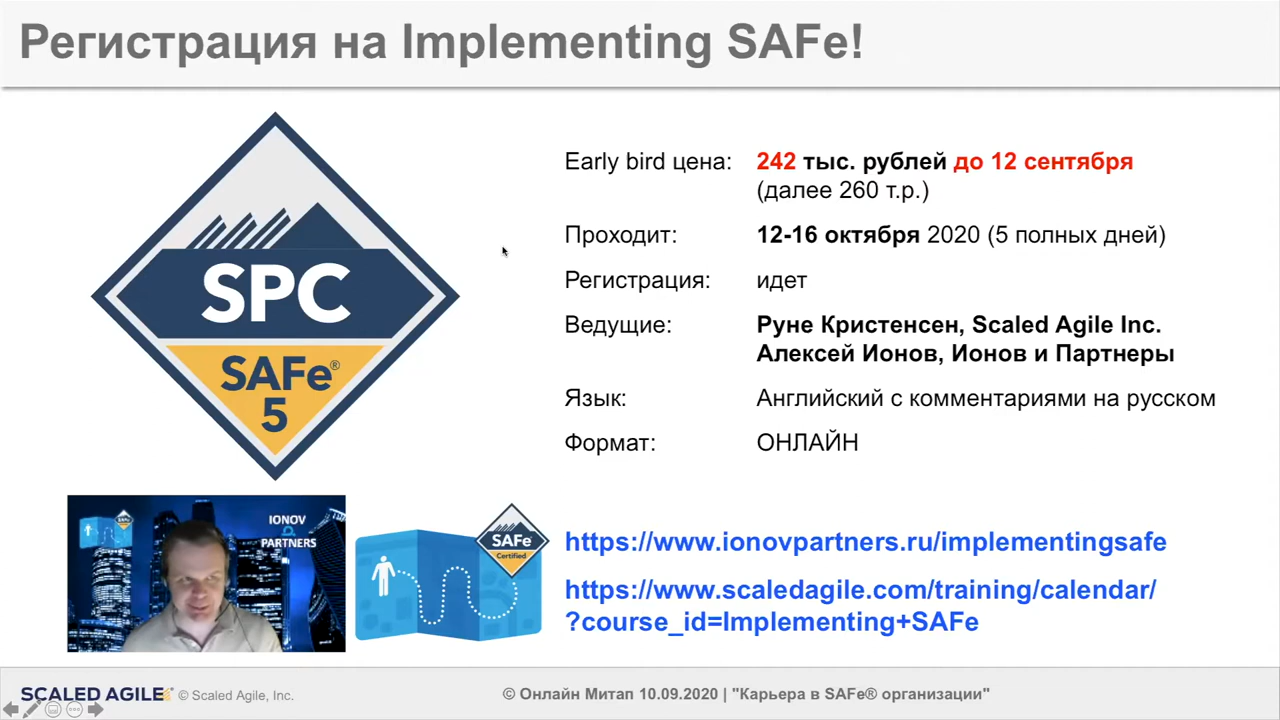 Регистрация на Implementing SAFe!
SPC
SAFe®
5
Early bird цена: 242 тыс. рублей до 12 сентября
(далее 260 т.р.)
Проходит: 12-16 октября 2020 (5 полных дней)
Регистрация: идет
Ведущие: Руне Кристенсен, Scaled Agile Inc.
Алексей Ионов, Ионов и Партнеры
Язык: Английский с комментариями на русском
Формат: ОНЛАЙН
IONOV
PARTNERS
SAFe
Certified
https://www.ionovpartners.ru/implementingsafe
https://www.scaledagile.com/training/calendar/
?course_id=Implementing+SAFe
SCALED AGILE © Scaled Agile, Inc.
© Онлайн Митап 10.09.2020 | "Карьера в SAFe® организации"